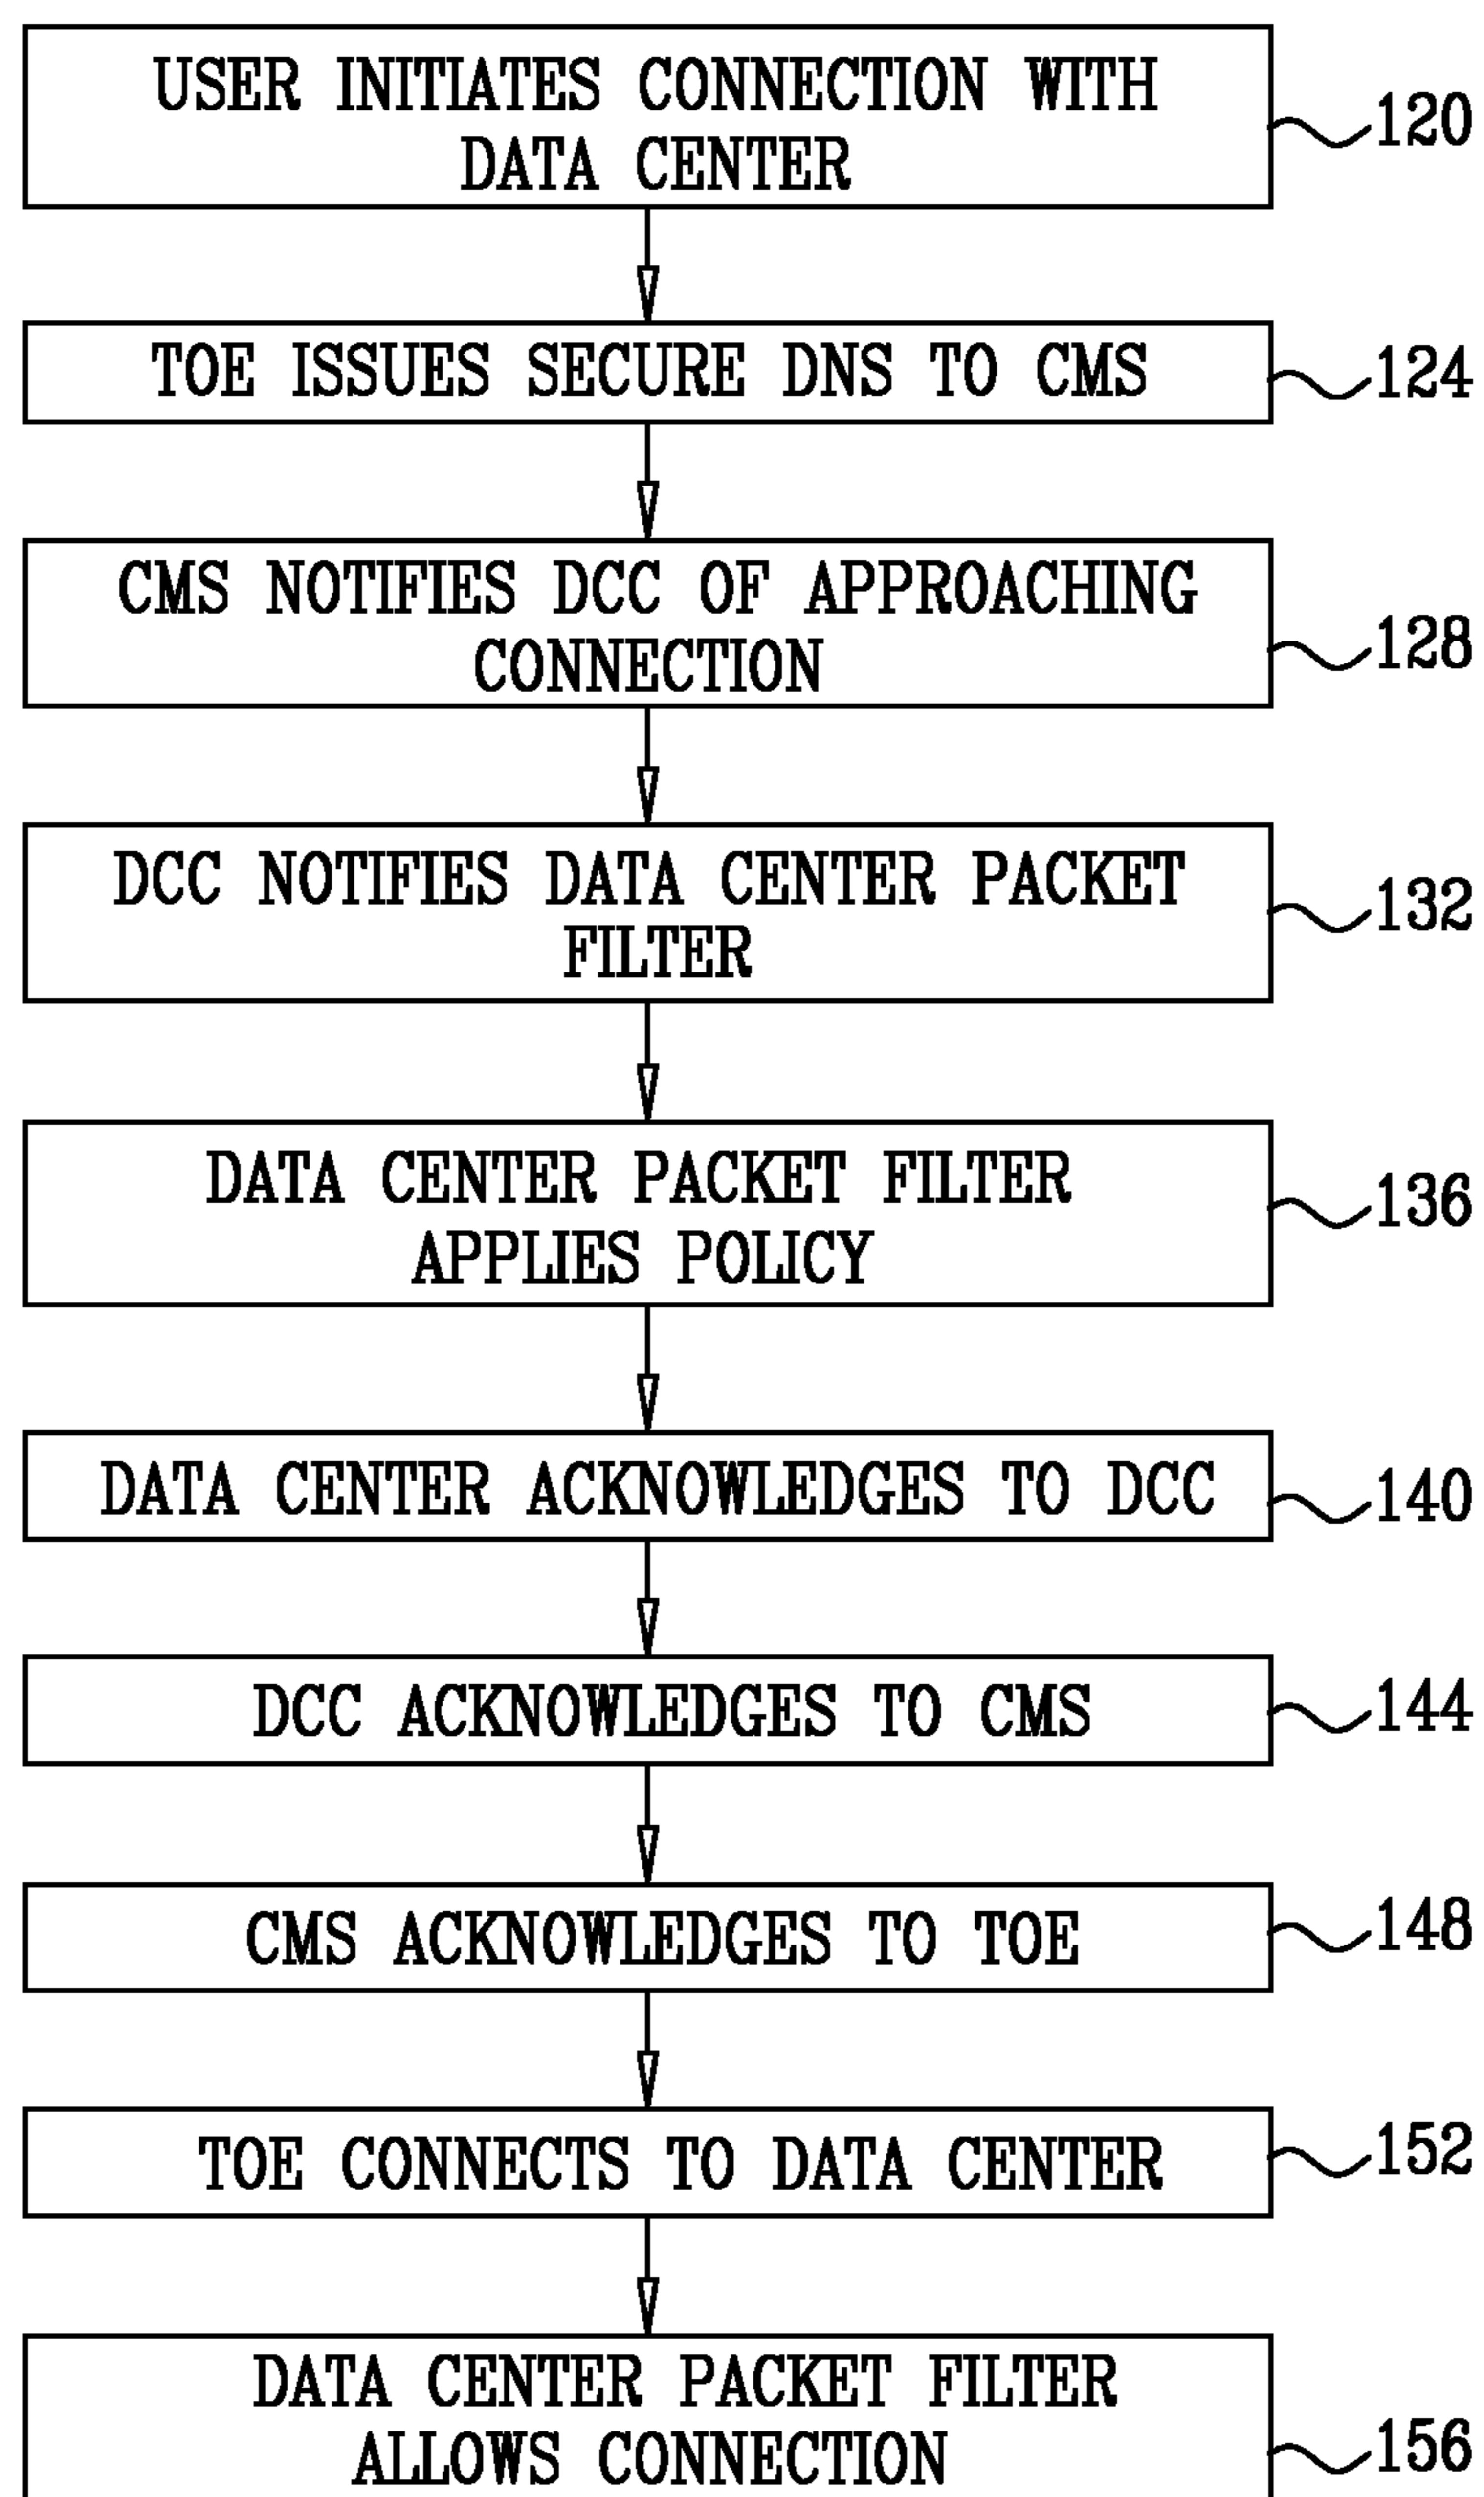 USER INITIATES CONNECTION WITH
DATA CENTER
120
TOE ISSUES SECURE DNS TO CMS
124
CMS NOTIFIES DCC OF APPROACHING
CONNECTION
128
DCC NOTIFIES DATA CENTER PACKET
FILTER
132
DATA CENTER PACKET FILTER
APPLIES POLICY
136
DATA CENTER ACKNOWLEDGES TO DCC
140
DCC ACKNOWLEDGES TO CMS
144
CMS ACKNOWLEDGES TO TOE
148
TOE CONNECTS TO DATA CENTER
152
DATA CENTER PACKET FILTER
ALLOWS CONNECTION
156